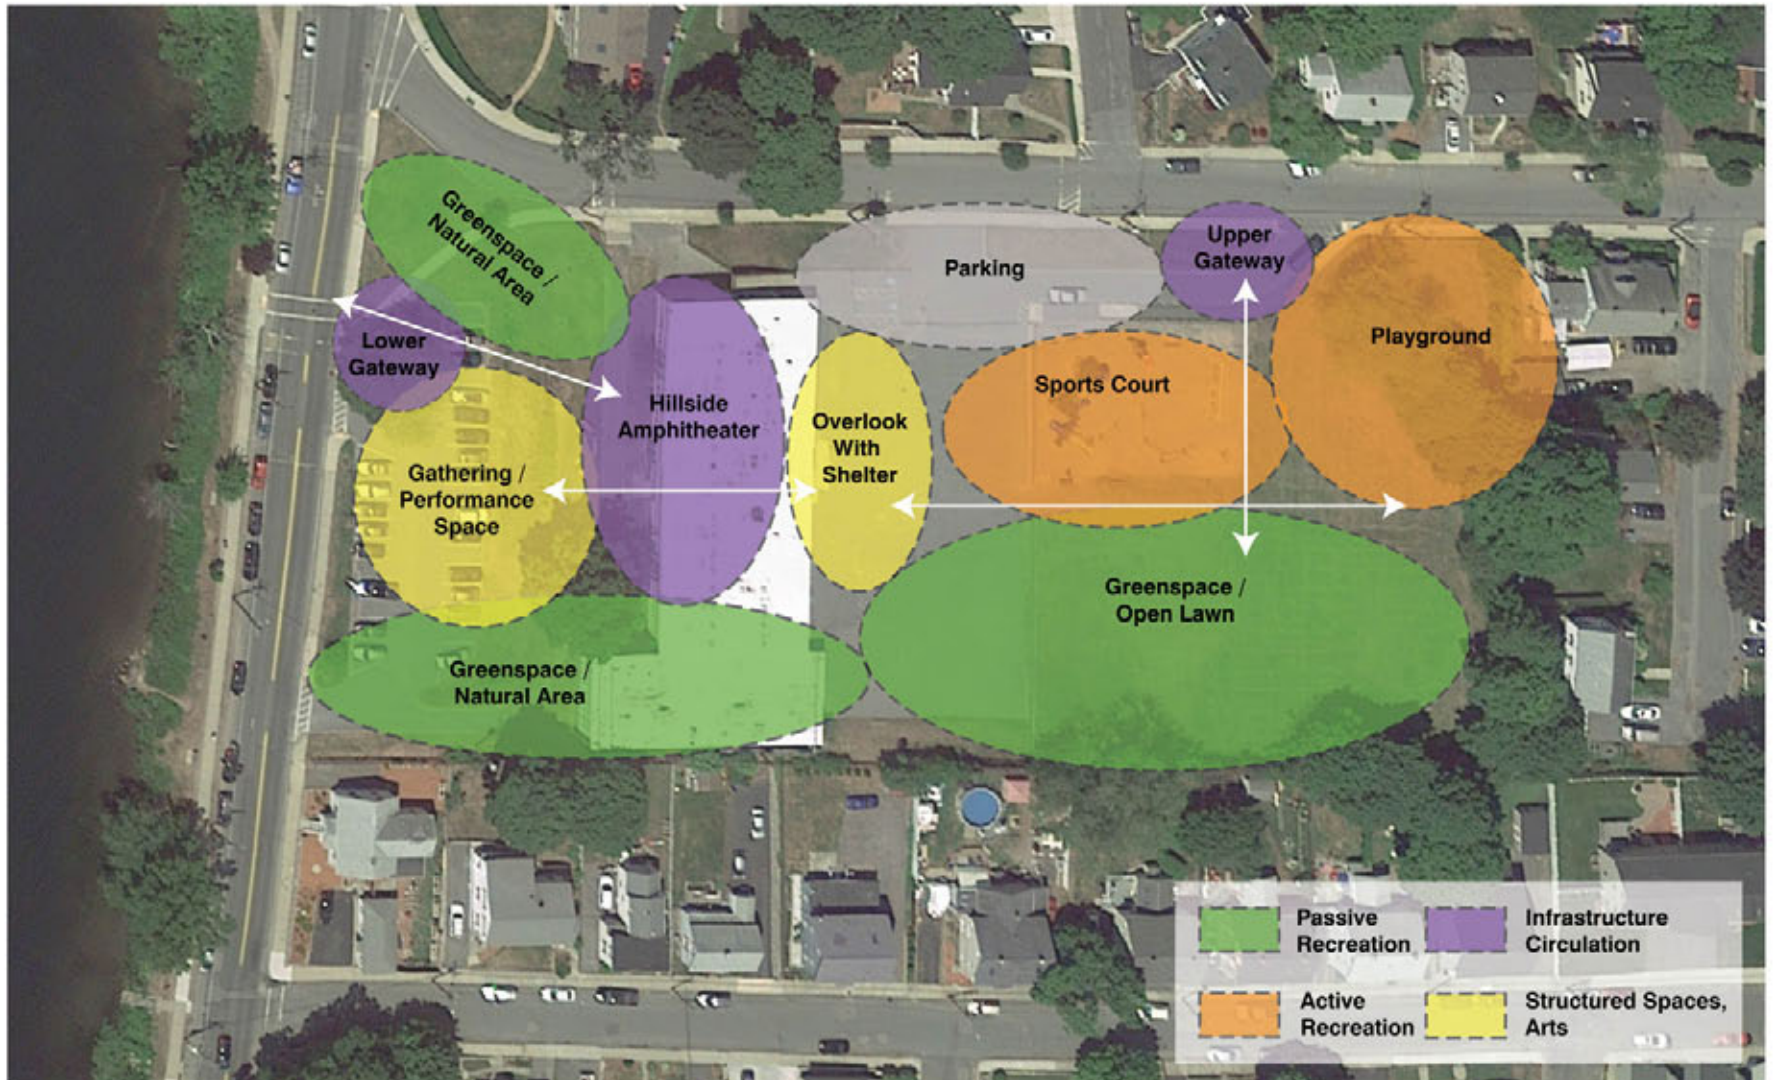 Greenspace /
Natural Area
Upper
Gateway
Parking
Lower
Gateway
Playground
Sports Court
Hillside
Amphitheater
Overlook
With
Shelter
Gathering /
Performance
Space
Greenspace /
Open Lawn
Greenspace /
Natural Area
Passive
Recreation
Infrastructure
Circulation
Active
Recreation
Structured Spaces,
Arts